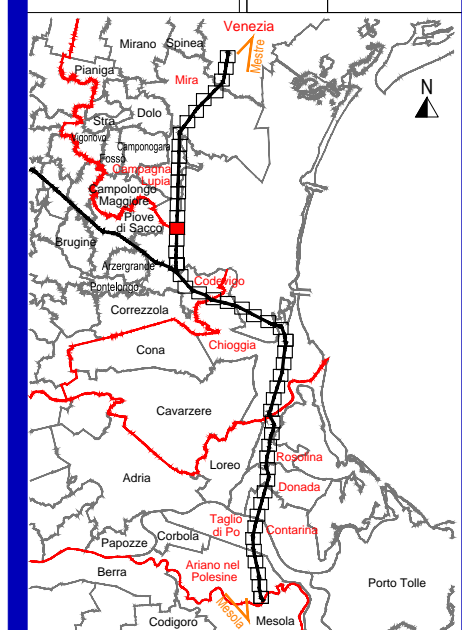 Venezia
Mirano
Spinea
Mestre
Pianiga
Mira
N
Dolo
Stra
Vigonovo
Camponogara
Fosso
Campagna
Lupia
Campolongo
Maggiore
Piove
di Sacco
Brugine
Arzergrande
Codevigo
Pontelongo
Correzzola
Chioggia
Cona
Cavarzere
Rosolina
Loreo
Adria
Donada
Taglio
di Po
Contarina
Corbola
Papozze
Ariano nel
Polesine
Berra
Porto Tolle
Mesola
Mesola
Codigoro